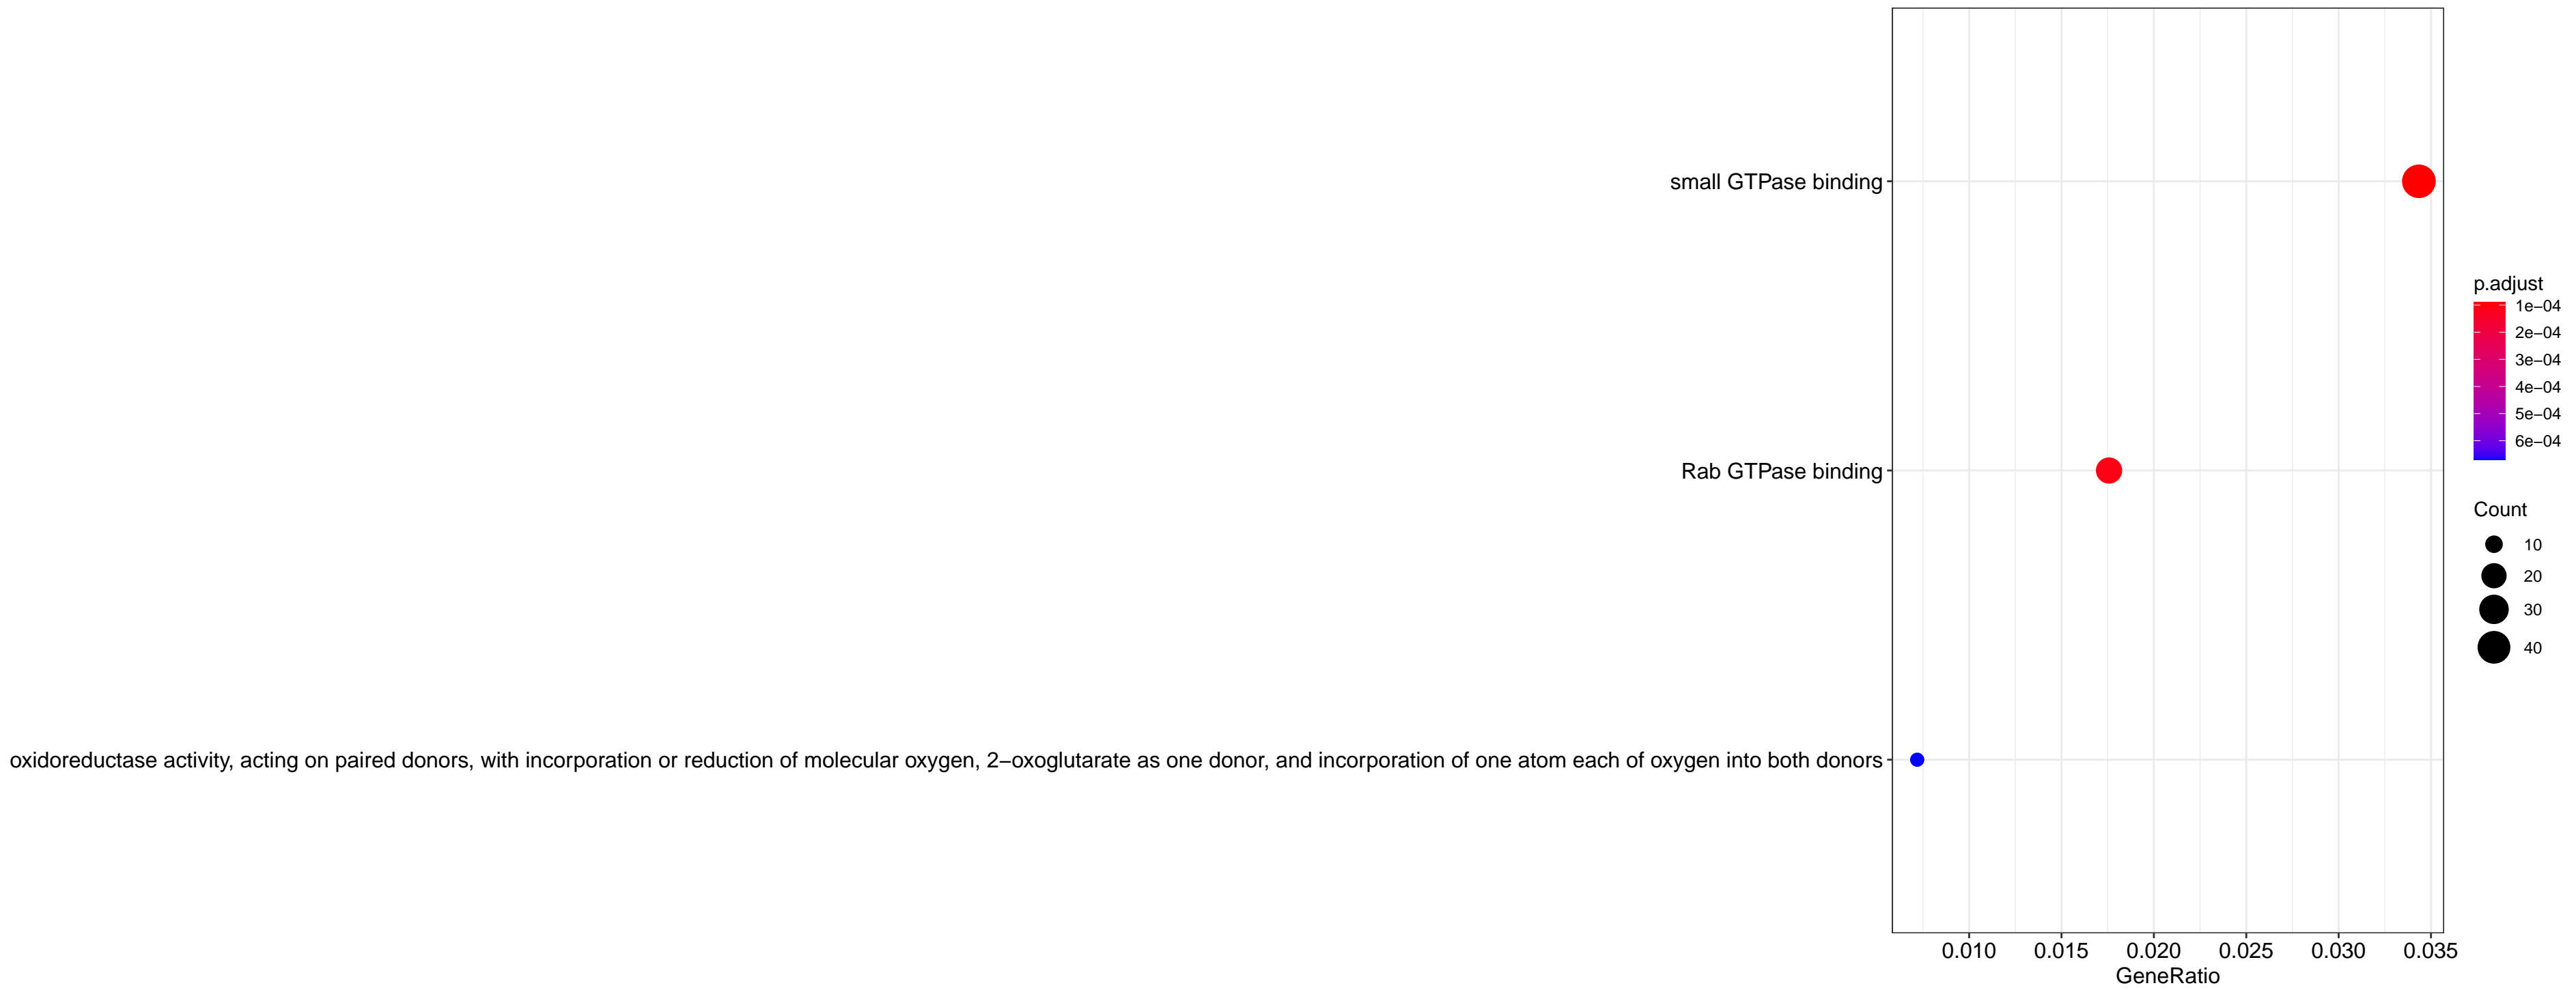 small GTPase binding
Rab GTPase binding
oxidoreductase activity, acting on paired donors, with incorporation or reduction of molecular oxygen, 2−oxoglutarate as one donor, and incorporation of one atom each of oxygen into both donors
0.010 0.015 0.020 0.025 0.030 0.035
GeneRatio
p.adjust
1e−04
2e−04
3e−04
4e−04
5e−04
6e−04
Count
10
20
30
40